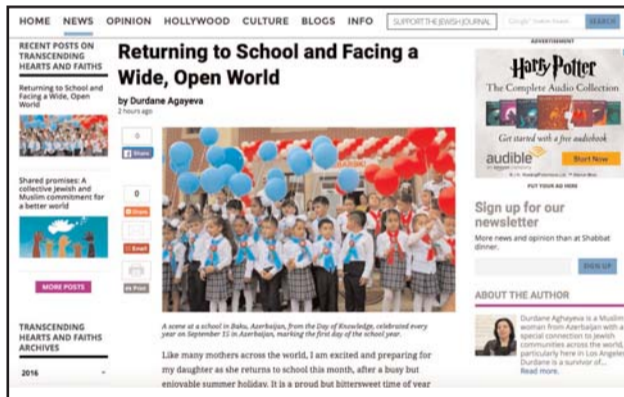 HOME NEWS OPINION HOLLYWOOD CULTURE BLOGS INFO SUPPORT THE JEWISH JOURNAL SEARCH
RECENT POSTS ON
TRANSCENDING
HEARTS AND FAITHS
Returning to School and
Facing a Wide, Open
World
Shared promises: A
collective Jewish and
Muslim commitment for
a better world
MORE POSTS
TRANSCENDING
HEARTS AND FAITHS
ARCHIVES
2016
Returning to School and Facing a
Wide, Open World
by Durdane Agayeva
2 hours ago
0
Share
0
Share
Email
Print
A scene at a school in Baku, Azerbaijan, from the Day of Knowledge, celebrated every
year on September 15 in Azerbaijan, marking the first day of the school year.
Like many mothers across the world, I am excited and preparing for
my daughter as she returns to school this month, after a busy but
enjoyable summer holiday. It is a proud but bittersweet time of year
ADVERTISEMENT
Harry Potter
The Complete Audio Collection
Get started with a free audiobook
audible
an amazon company
Start Now
PUT YOUR AD HERE
Sign up for our
newsletter
More news and opinion than at Shabbat
dinner.
SIGN UP
ABOUT THE AUTHOR
Durdane Aghayeva is a Muslim
woman from Azerbaijan with a
special connection to Jewish
communities across the world,
particularly here in Los Angeles.
Durdane is a survivor of...
Read more.